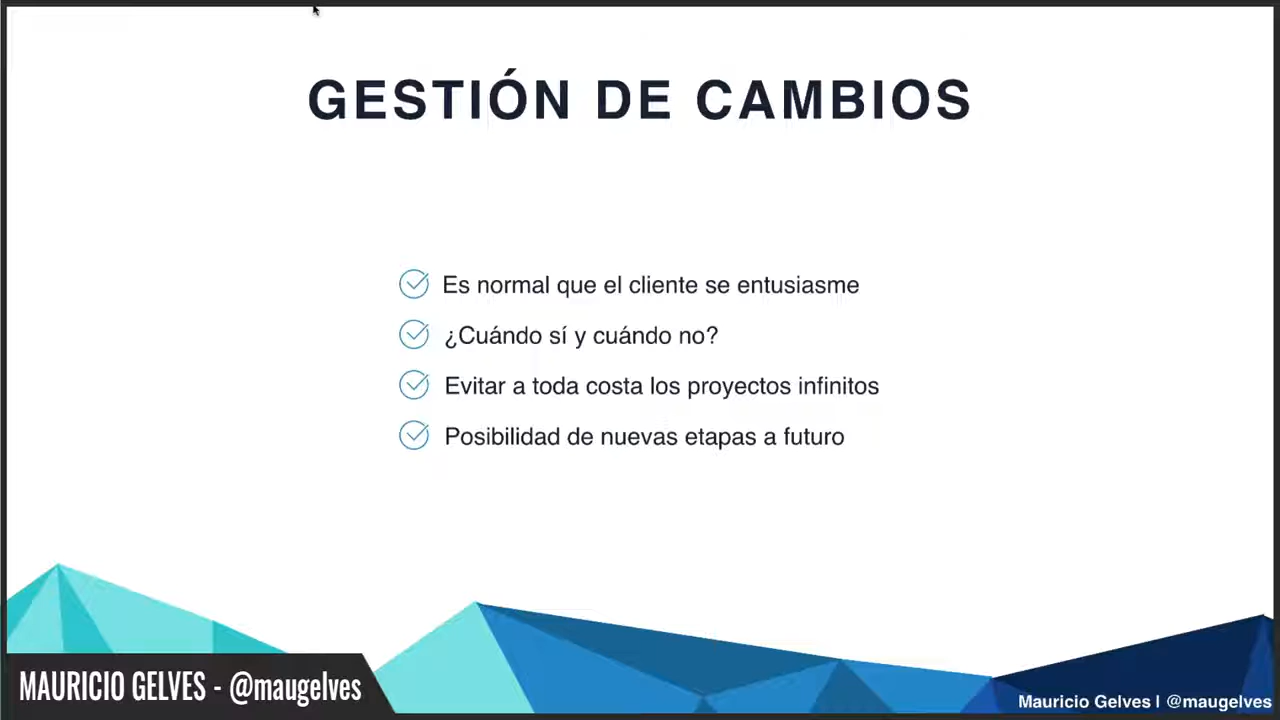 GESTIÓN DE CAMBIOS
Es normal que el cliente se entusiasme
¿Cuándo sí y cuándo no?
Evitar a toda costa los proyectos infinitos
Posibilidad de nuevas etapas a futuro
MAURICIO GELVES - @maugelves
Mauricio Gelves | @maugelves